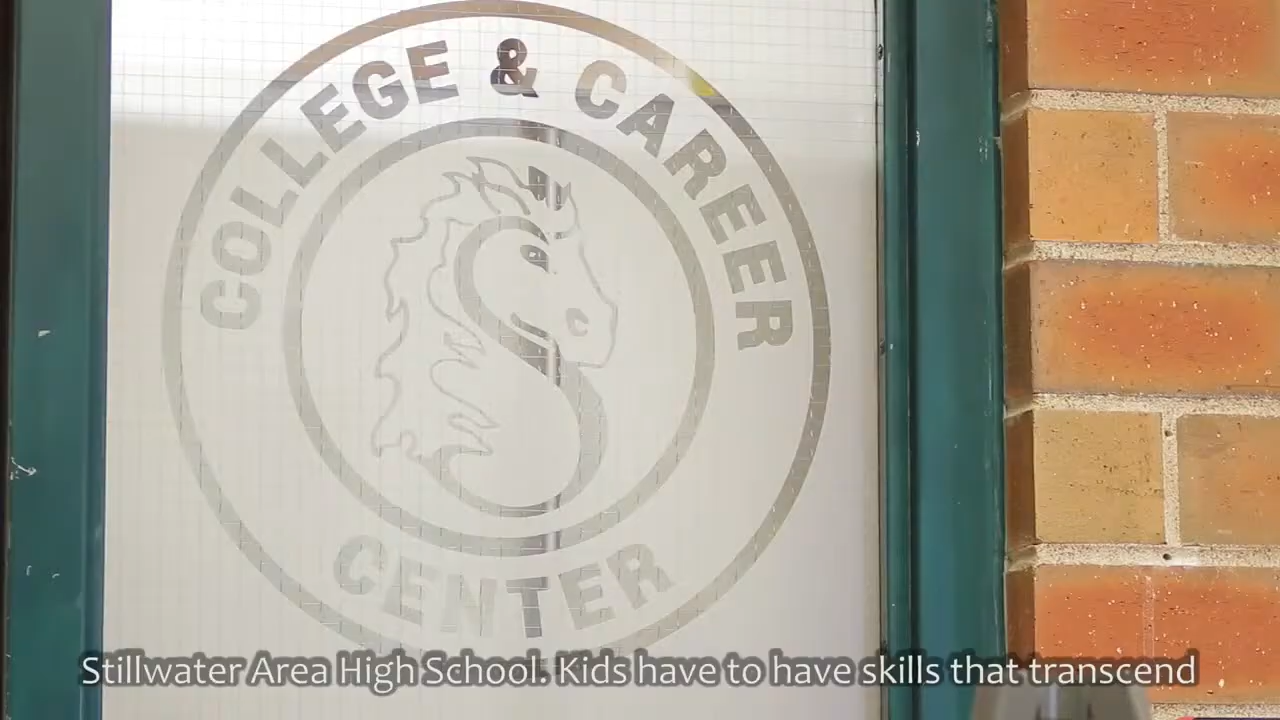 COLLEGE & CAREER
CENTER
Stillwater Area High School. Kids have to have skills that transcend